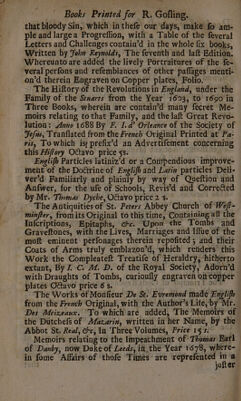 Books Printed for R. Gosling.
that bloody Sin, which in these our days, make so am-
ple and large a Progression, with a Table of the several
Letters and Challenges contain'd in the whole six books,
Written by John Reynolds, The seventh and last Edition.
Whereunto are added the lively Portraitures of the se-
veral persons and resemblances of other passages menti-
on'd therein Engraven on Copper plates, Folio.
The History of the Revolutions in England, under the
Family of the Stuarts from the Year 1603, to 1690 in
Three Books, wherein are contain'd many secret Me-
moirs relating to that Family, and the last Great Revo-
lution: Anno 1688 By F. I.d' Orleance of the Society of
Jesus, Translated from the French Original Printed at Pa-
ris, To which is prefix'd an Advertisement concerning
this History Octavo price 5s.
English Particles latiniz'd or a Compendious improve-
ment of the Doctrine of English and Latin particles Deli-
ver'd Familiarly and plainly by way of Question and
Answer, for the use of Schools, Revis'd and Corrected
by Mr. Thomas Dyche, Octavo price 2 s.
The Antiquities of St. Peters Abbey Church of West-
minster, from its Original to this time, Containing all the
Inscriptions, Epitaphs, &c. Upon the Tombs and
Gravestones, with the Lives, Marriages and Issue of the
most eminent personages therein reposited; and their
Coats of Arms truly emblazon'd, which renders this
Work the Compleatest Treatise of Heraldry, hitherto
extant, By I. C. M. D. of the Royal Society, Adorn'd
with Draughts of Tombs, curiously engraven on copper
plates Octavo price 6 s.
The Works of Monsieur De St. Evremond made English
from the French Original, with the Author's Life, by Mr.
Des Meizeaux. To which are added, The Memoirs of
the Dutchess of Mazarin, written in her Name, by the
Abbot St. Real, &c, In Three Volumes, Price 15 s.
Memoirs relating to the Impeachment of Thomas Earl
of Danby, now Duke of Leeds, in the Year 1678, where-
in some Affairs of those Times are represented in a
juster